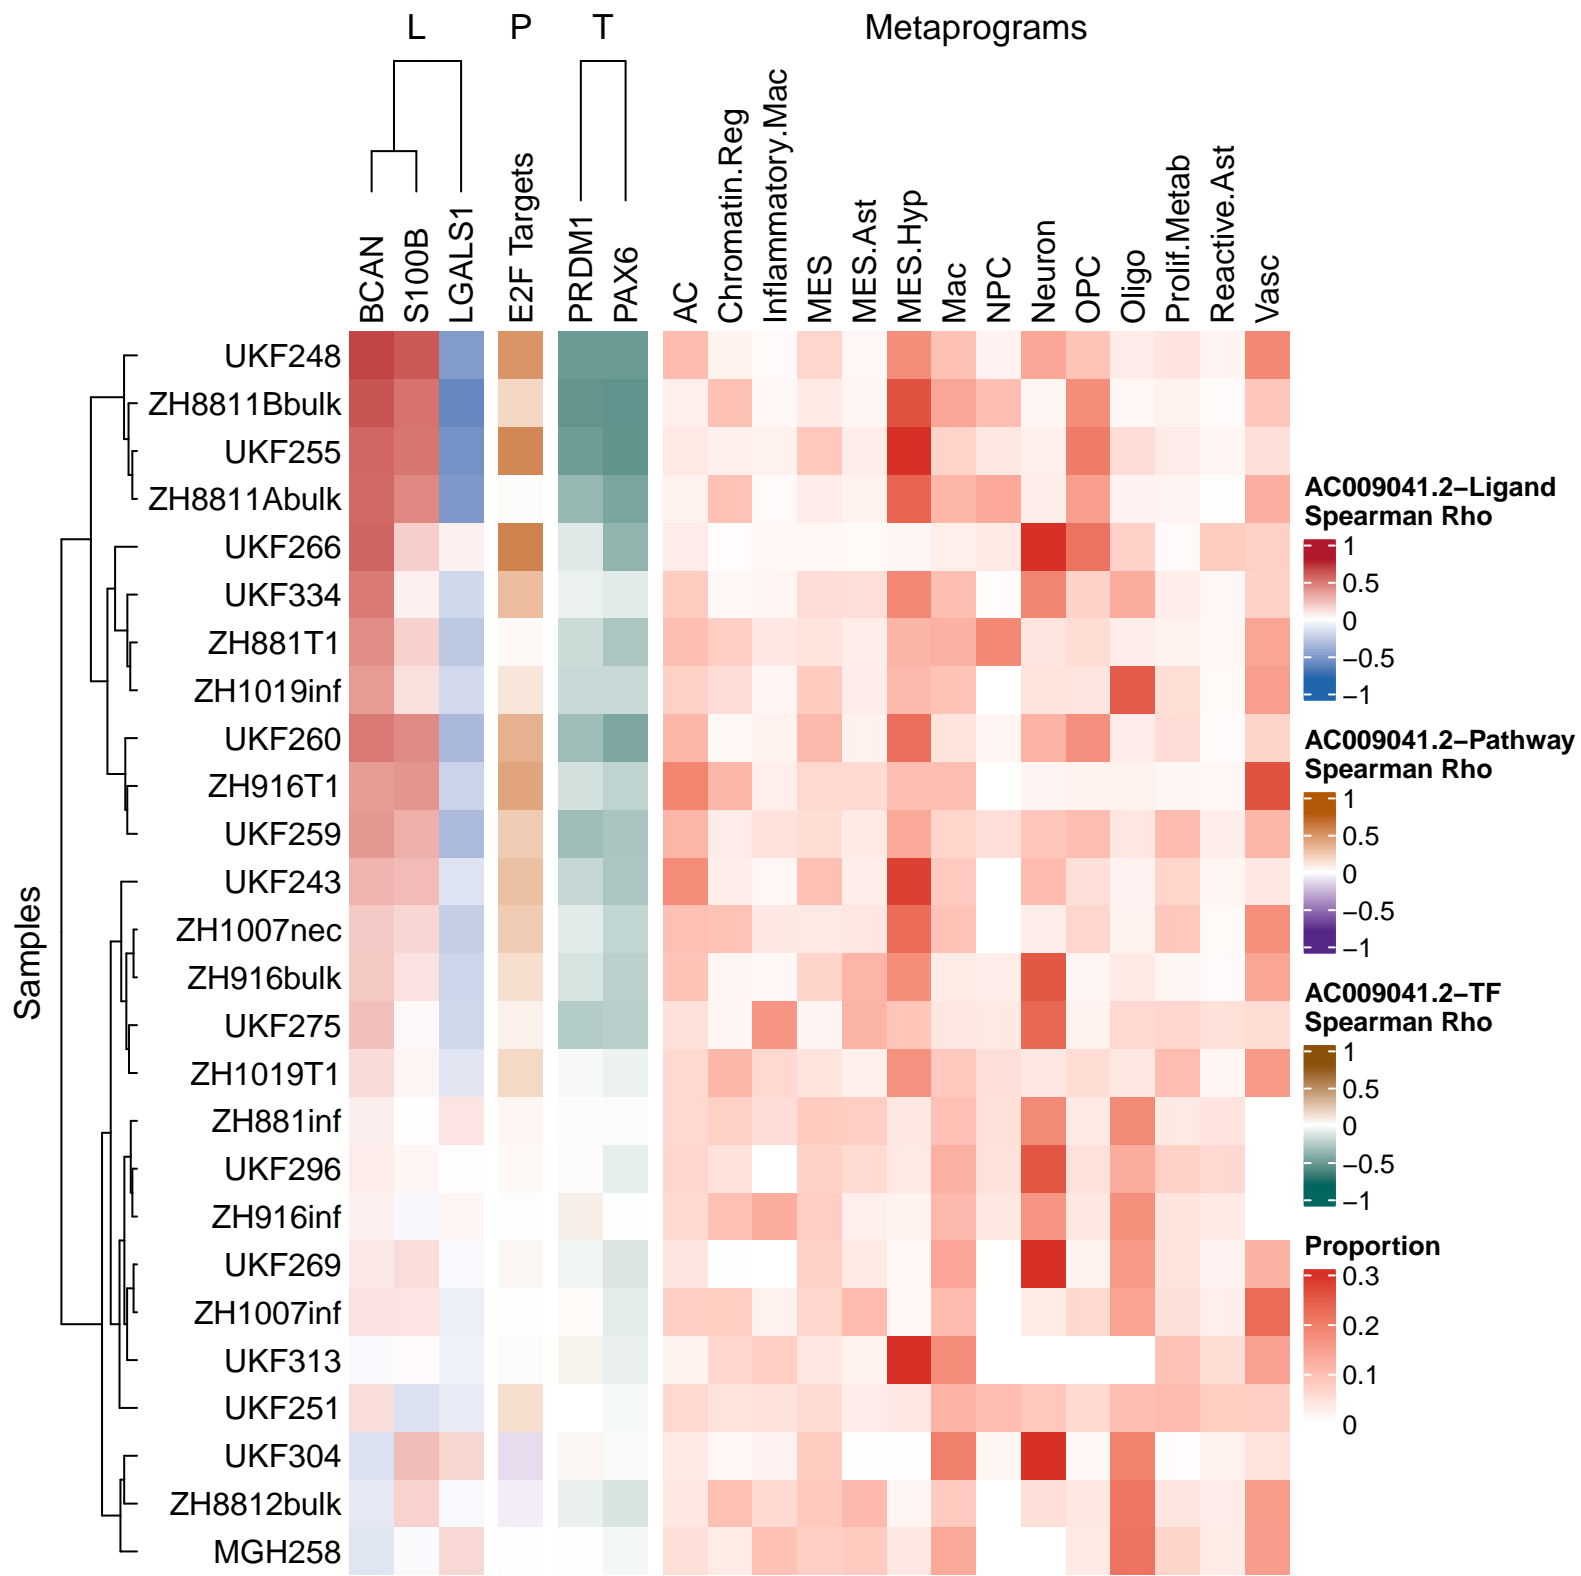 L P T Metaprograms
BCAN
S100B
LGALS1
E2F Targets
PRDM1
PAX6
AC
Chromatin.Reg
Inflammatory.Mac
MES
MES.Ast
MES.Hyp
Mac
NPC
Neuron
OPC
Oligo
Prolif.Metab
Reactive.Ast
Vasc
Samples
UKF248
ZH8811Bbulk
UKF255
ZH8811Abulk
UKF266
UKF334
ZH881T1
ZH1019inf
UKF260
ZH916T1
UKF259
UKF243
ZH1007nec
ZH916bulk
UKF275
ZH1019T1
ZH881inf
UKF296
ZH916inf
UKF269
ZH1007inf
UKF313
UKF251
UKF304
ZH8812bulk
MGH258
AC009041.2−Ligand
Spearman Rho
1
0.5
0
−0.5
−1
AC009041.2−Pathway
Spearman Rho
1
0.5
0
−0.5
−1
AC009041.2−TF
Spearman Rho
1
0.5
0
−0.5
−1
Proportion
0.3
0.2
0.1
0